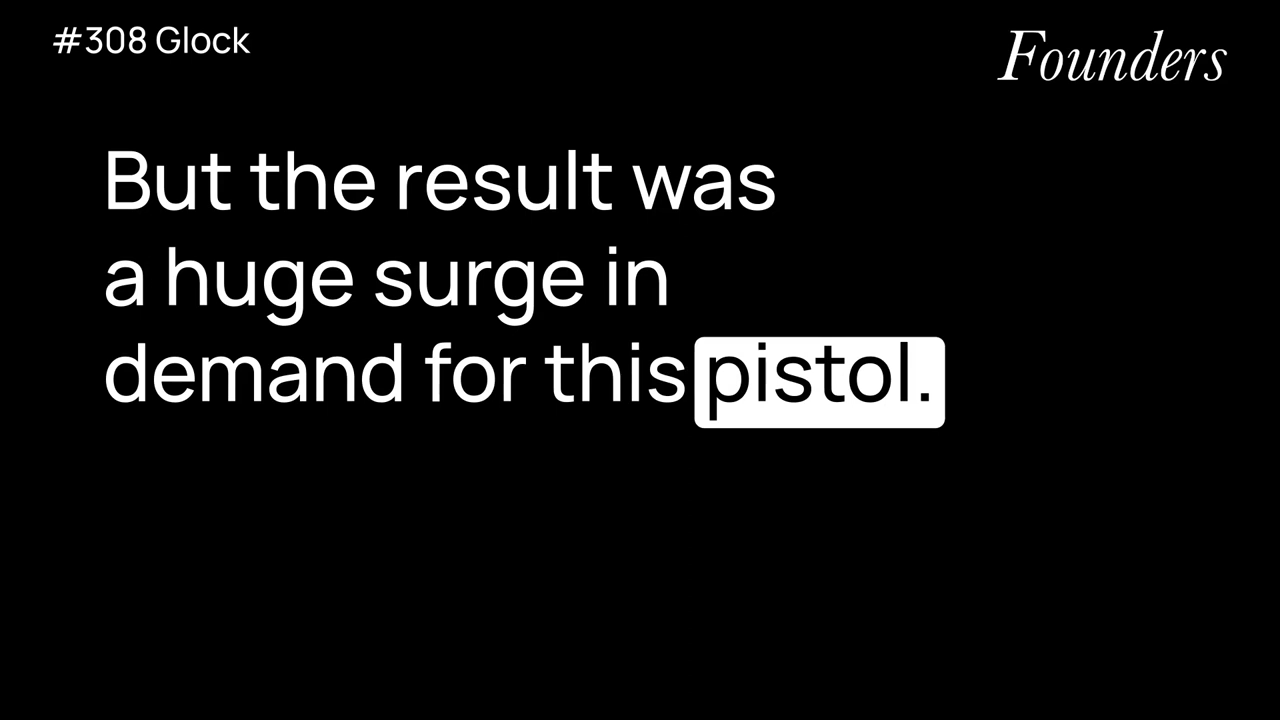 #308 Glock
Founders
But the result was
a huge surge in
demand for this pistol.